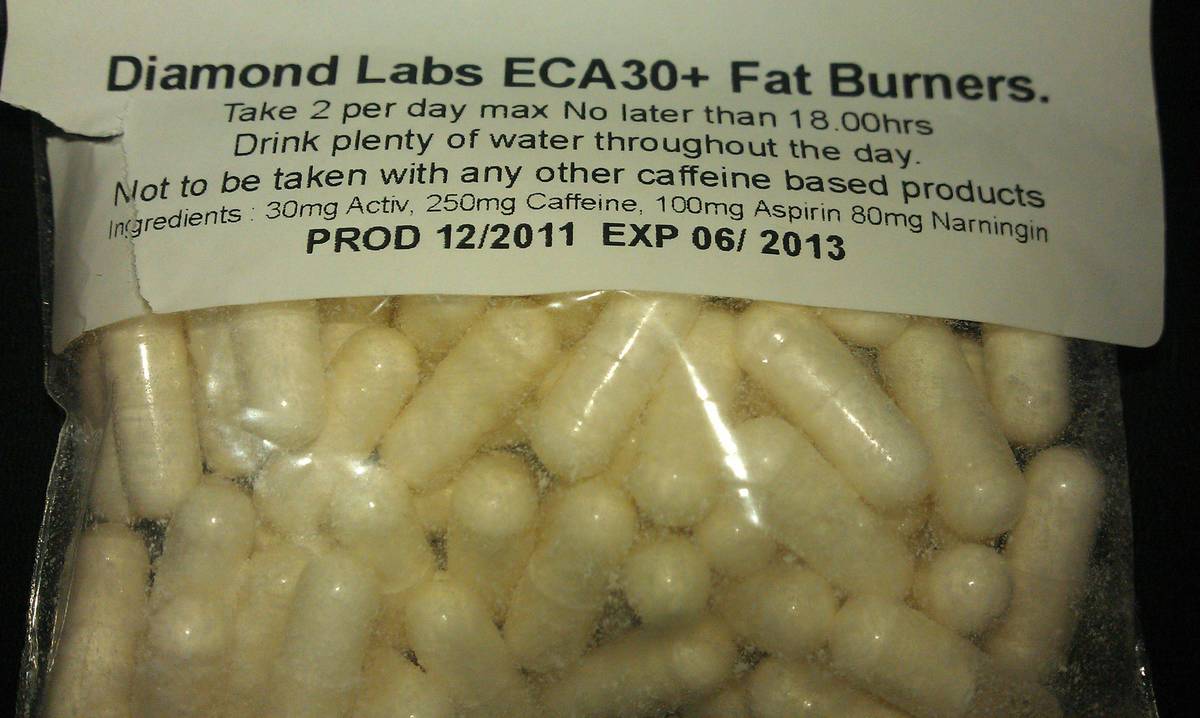 Diamond Labs ECA30+ Fat Burners.
Take 2 per day max No later than 18.00hrs
Drink plenty of water throughout the day.
Not to be taken with any other caffeine based products
Ingredients : 30mg Activ, 250mg Caffeine, 100mg Aspirin 80mg Narningin
PROD 12/2011 EXP 06/ 2013